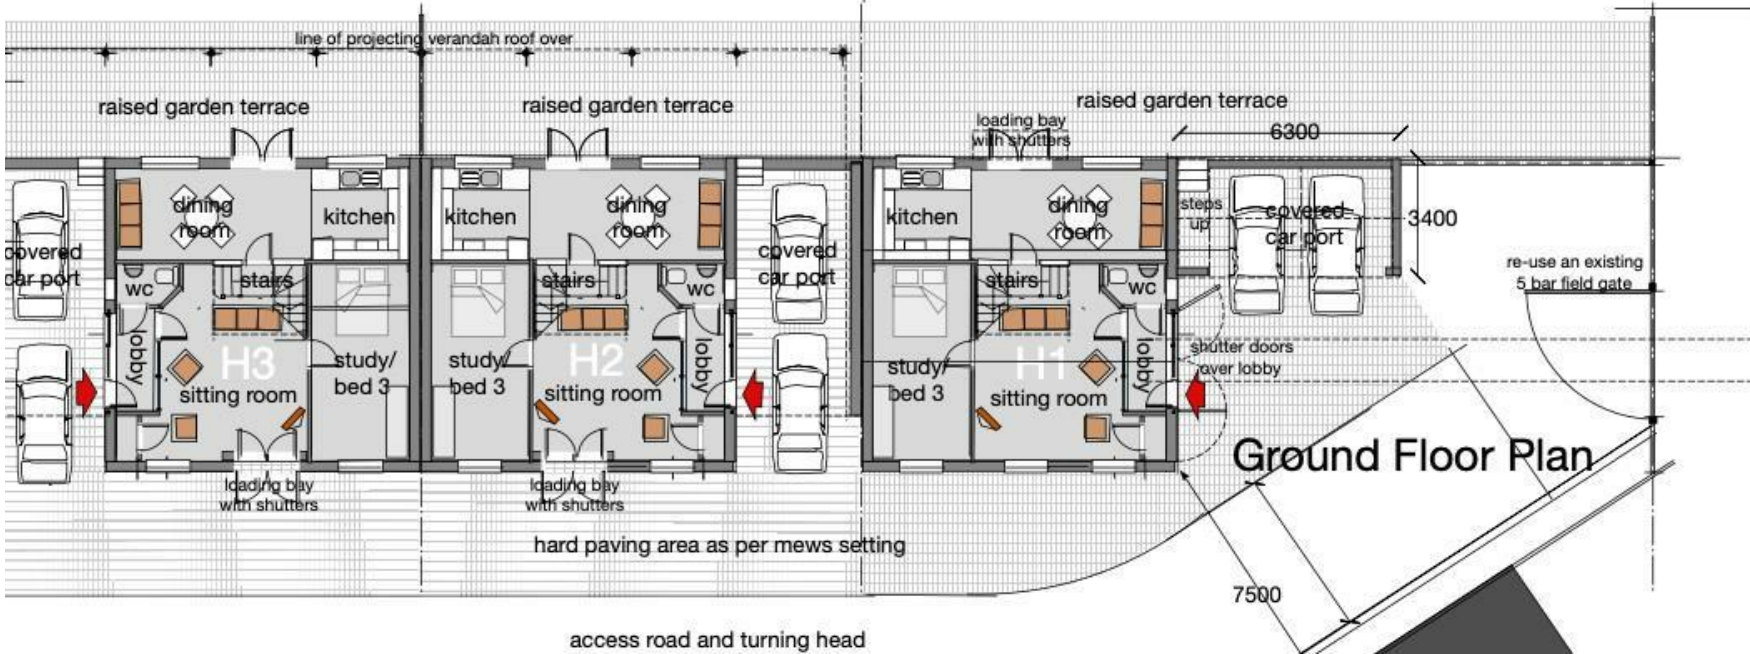 line of projecting verandah roof over
raised garden terrace
raised garden terrace
raised garden terrace
loading bay
with shutters
6300
dining
room
kitchen
kitchen
dining
room
kitchen
dining
room
steps
up
covered
car port
3400
covered
car port
covered
car port
re-use an existing
5 bar field gate
wc
stairs
stairs
wc
stairs
wc
lobby
H3
study/
bed 3
sitting room
study/
bed 3
H2
sitting room
lobby
study/
bed 3
H1
sitting room
lobby
shutter doors
over lobby
Ground Floor Plan
loading bay
with shutters
loading bay
with shutters
hard paving area as per mews setting
7500
access road and turning head